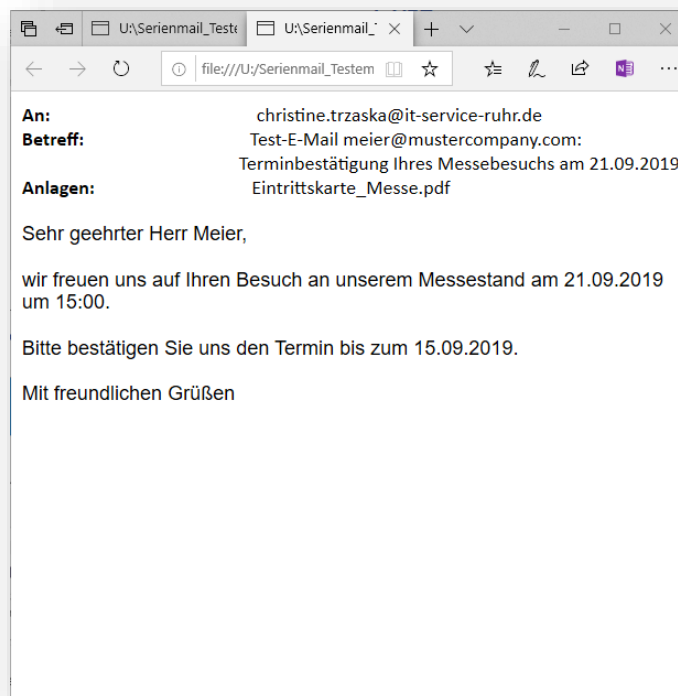 U:\Serienmail_Teste
U:\Serienmail_
file:///U:/Serienmail_Testem
An: christine.trzaska@it-service-ruhr.de
Betreff: Test-E-Mail meier@mustercompany.com:
Terminbestätigung Ihres Messebesuchs am 21.09.2019
Anlagen: Eintrittskarte_Messe.pdf
Sehr geehrter Herr Meier,
wir freuen uns auf Ihren Besuch an unserem Messestand am 21.09.2019
um 15:00.
Bitte bestätigen Sie uns den Termin bis zum 15.09.2019.
Mit freundlichen Grüßen